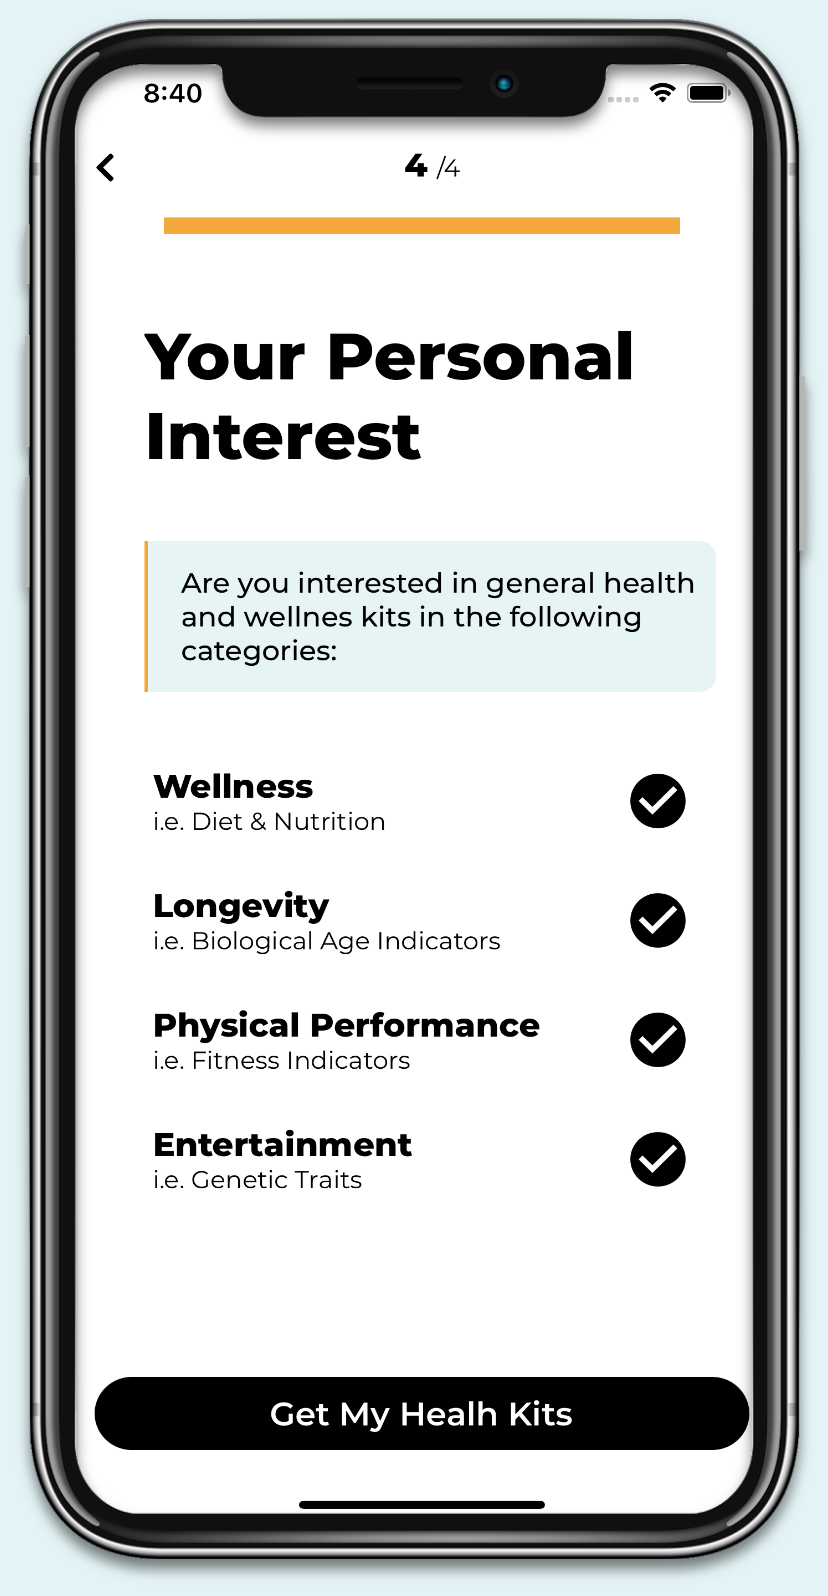 8:40
4 /4
Your Personal
Interest
Are you interested in general health
and wellnes kits in the following
categories:
Wellness
i.e. Diet & Nutrition
Longevity
i.e. Biological Age Indicators
Physical Performance
i.e. Fitness Indicators
Entertainment
i.e. Genetic Traits
Get My Healh Kits